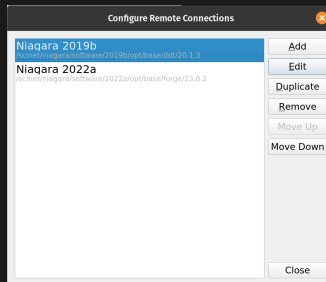 Configure Remote Connections
Niagara 2019b
/scinet/niagara/software/2019b/opt/base/ddt/20.1.3
Niagara 2022a
/scinet/niagara/software/2022a/opt/base/forge/23.0.2
Add
Edit
Duplicate
Remove
Move Up
Move Down
Close